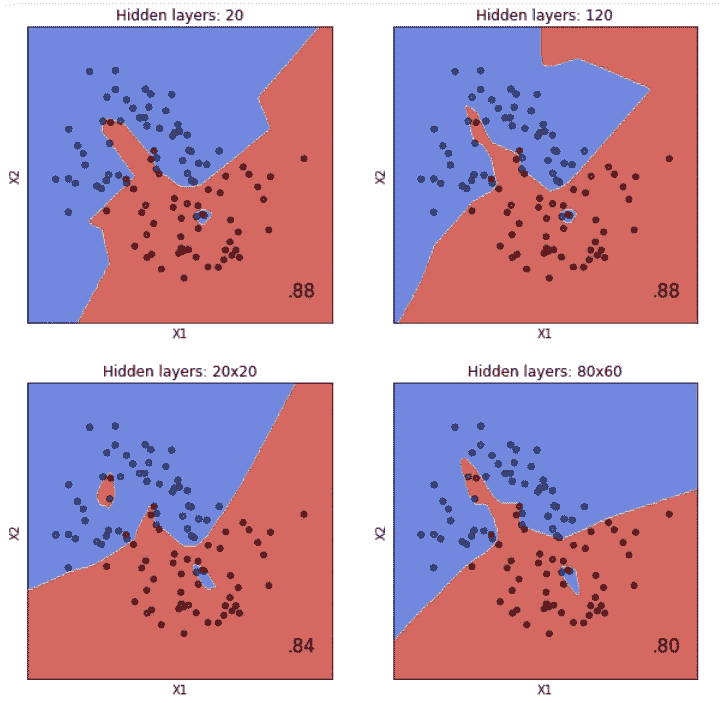 Hidden layers: 20
X2
.88
X1
Hidden layers: 120
X2
.88
X1
Hidden layers: 20x20
X2
.84
X1
Hidden layers: 80x60
X2
.80
X1